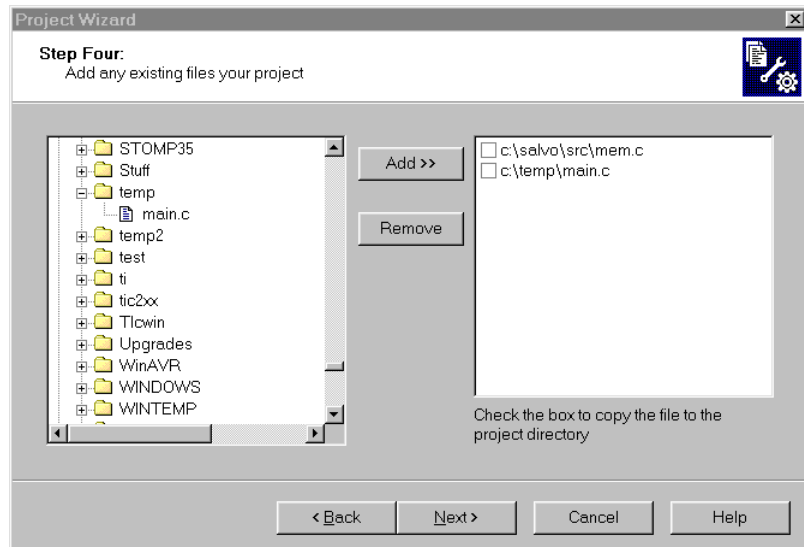 Project Wizard
Step Four:
Add any existing files your project
STOMP35
Stuff
temp
main.c
temp2
test
ti
tic2xx
TIcwin
Upgrades
WinAVR
WINDOWS
WINTEMP
Add >>
Remove
c:\salvo\src\mem.c
c:\temp\main.c
Check the box to copy the file to the
project directory
< Back
Next >
Cancel
Help